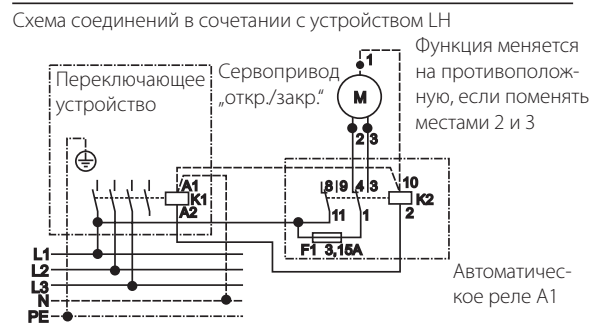 Схема соединений в сочетании с устройством LH
Переключающее
устройство
Сервопривод
„откр./закр.“
Функция меняется
на противополож-
ную, если поменять
местами 2 и 3
1
M
2 3
A1
K1
A2
8 9 4 3
10
K2
2
11 1
F1 3,15A
L1
L2
L3
N
PE
Автоматичес-
кое реле A1